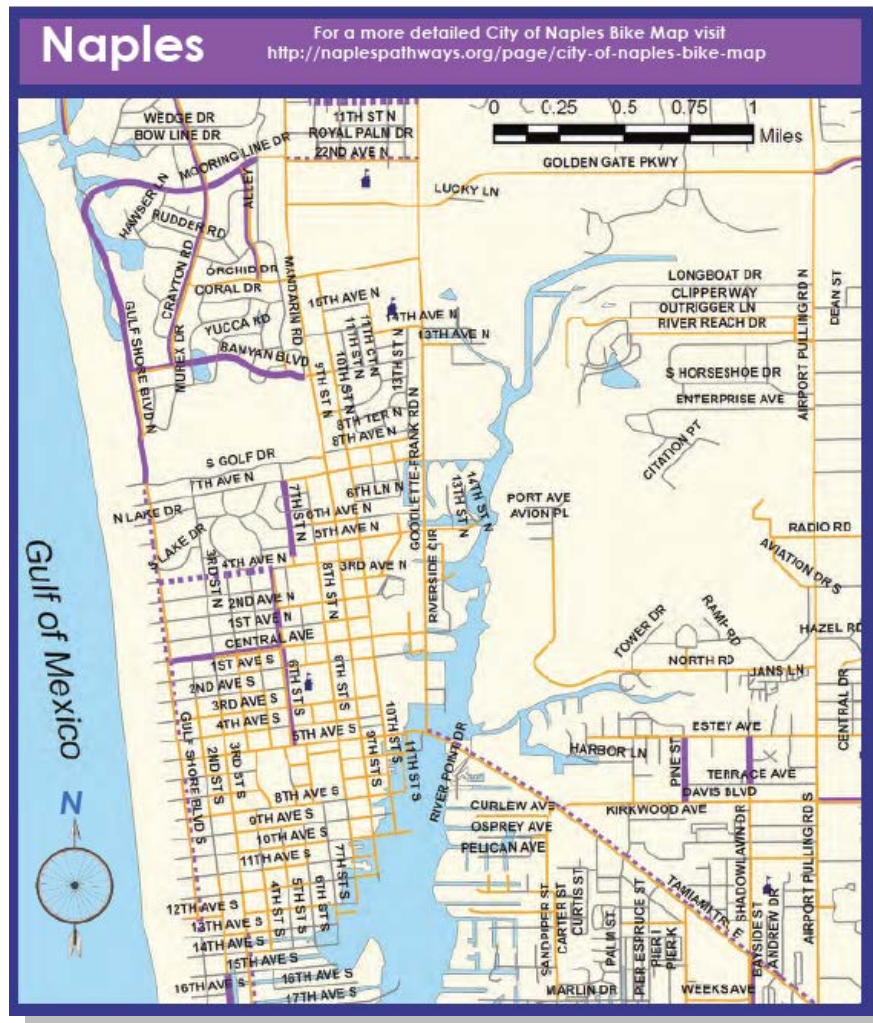 Naples
For a more detailed City of Naples Bike Map visit
http://naplespathways.org/page/city-of-naples-bike-map
0 0.25 0.5 0.75 1
Miles
WEDGE DR
BOW LINE DR
MOORING LINE DR
11TH ST N
ROYAL PALM DR
22ND AVE N
GOLDEN GATE PKWY
LUCKY LN
HAWSER LN
RUDDER RD
ALLEY
CRAYTON RD
ORCHID DR
CORAL DR
MANDARIN RD
YUCCA RD
BANYAN BLVD
MUREX DR
GULF SHORE BLVD N
15TH AVE N
14TH AVE N
13TH AVE N
11TH CT N
11TH ST N
10TH ST N
9TH ST N
13TH ST N
8TH TER N
8TH AVE N
GOODLETTE-FRANK RD N
LONGBOAT DR
CLIPPERWAY
OUTRIGGER LN
RIVER REACH DR
S HORSESHOE DR
ENTERPRISE AVE
CITATION PT
AIRPORT PULLING RD N
DEAN ST
S GOLF DR
7TH AVE N
N LAKE DR
S LAKE DR
7TH ST N
6TH LN N
6TH AVE N
5TH AVE N
14TH ST N
13TH ST N
PORT AVE
AVION PL
RADIO RD
AVIATION DR S
4TH AVE N
3RD ST N
3RD AVE N
8TH ST N
RIVERSIDE CIR
2ND AVE N
1ST AVE N
CENTRAL AVE
1ST AVE S
2ND AVE S
3RD AVE S
4TH AVE S
5TH AVE S
6TH ST S
8TH ST S
TOWER DR
RAMP RD
HAZEL RD
NORTH RD
JANS LN
CENTRAL DR
Gulf of Mexico
GULF SHORE BLVD S
2ND ST S
3RD ST S
9TH ST S
10TH ST S
11TH ST S
RIVER POINT DR
ESTEY AVE
HARBOR LN
PINE ST
TERRACE AVE
DAVIS BLVD
KIRKWOOD AVE
CURLEW AVE
OSPREY AVE
PELICAN AVE
8TH AVE S
9TH AVE S
10TH AVE S
11TH AVE S
7TH ST S
4TH ST S
5TH ST S
6TH ST S
12TH AVE S
13TH AVE S
14TH AVE S
15TH AVE S
16TH AVE S
16TH AVE S
17TH AVE S
N
SANDPIPER ST
CARTER ST
CURTIS ST
PALM ST
SPRUCE ST
PIER E
PIER I
PIER K
TAMIAMI TRL E
SHADOWLAWN DR
BAYSIDE ST
ANDREW DR
AIRPORT PULLING RD S
MARLIN DR
WEEKS AVE